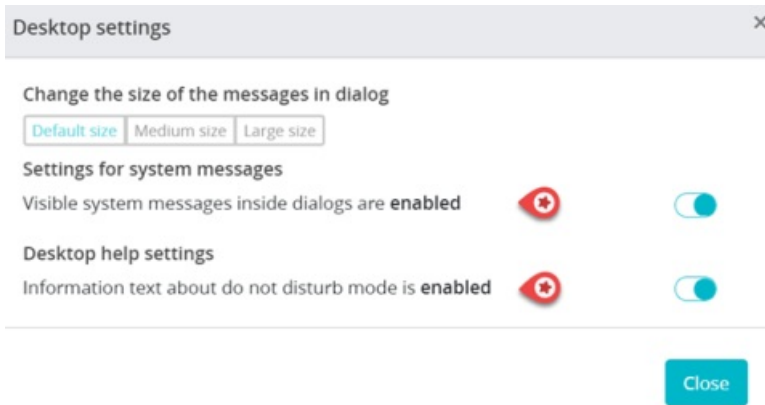 Desktop settings
Change the size of the messages in dialog
Default size Medium size Large size
Settings for system messages
Visible system messages inside dialogs are enabled
Desktop help settings
Information text about do not disturb mode is enabled
Close